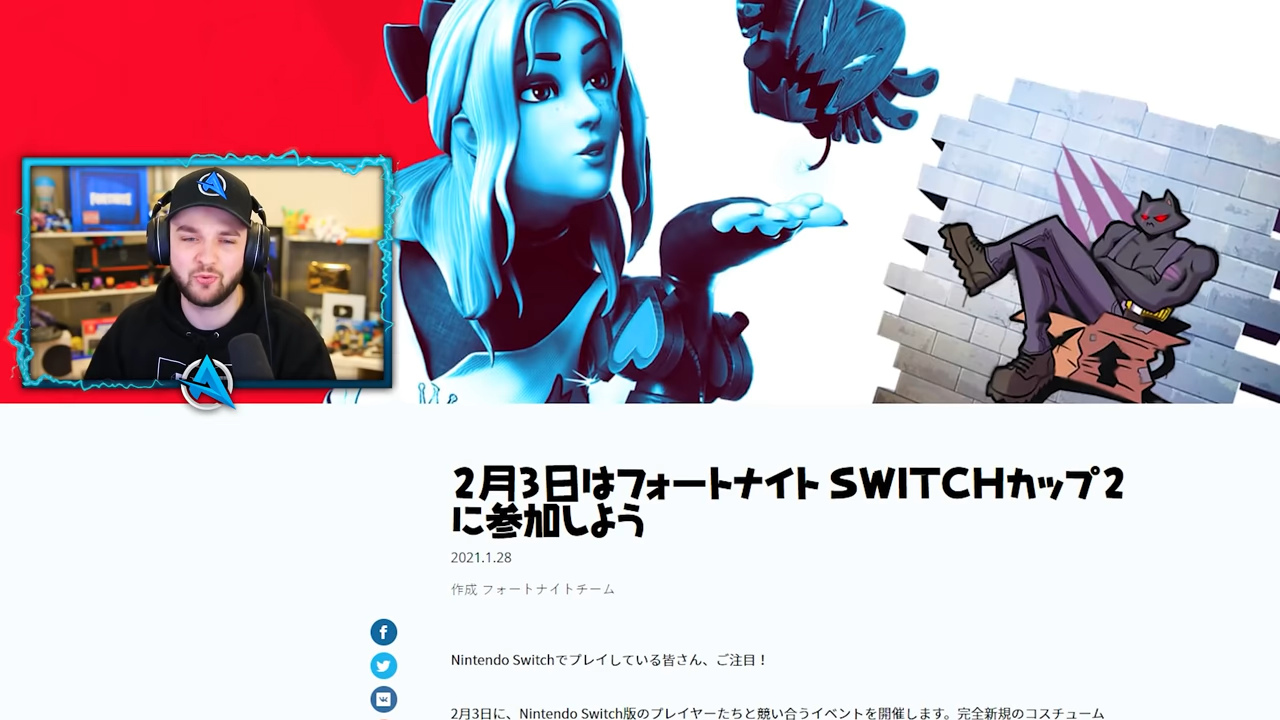 FORTNITE
2月3日はフォートナイト SWITCHカップ2
に参加しよう
2021.1.28
作成 フォートナイトチーム
Nintendo Switchでプレイしている皆さん、ご注目！
2月3日に、Nintendo Switch版のプレイヤーたちと競い合うイベントを開催します。完全新規のコスチューム